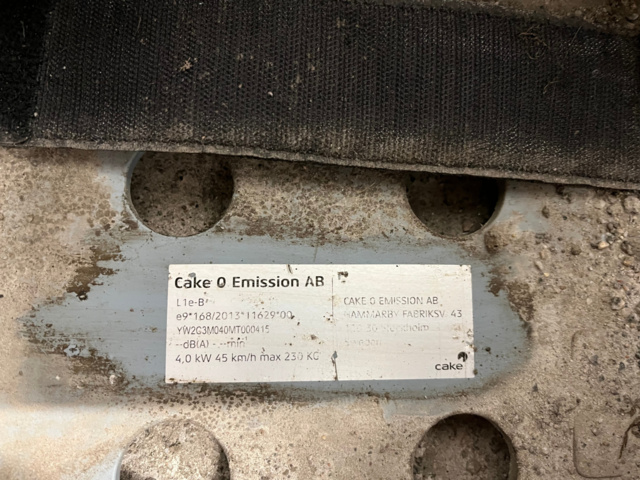 Cake 0 Emission AB
L1e-B
e9*168/2013*11629*00
YW2G3M040MT000415
--dB(A) - --min
4,0 kW 45 km/h max 230 KG
CAKE 0 EMISSION AB
HAMMARBY FABRIKSV. 43
cake